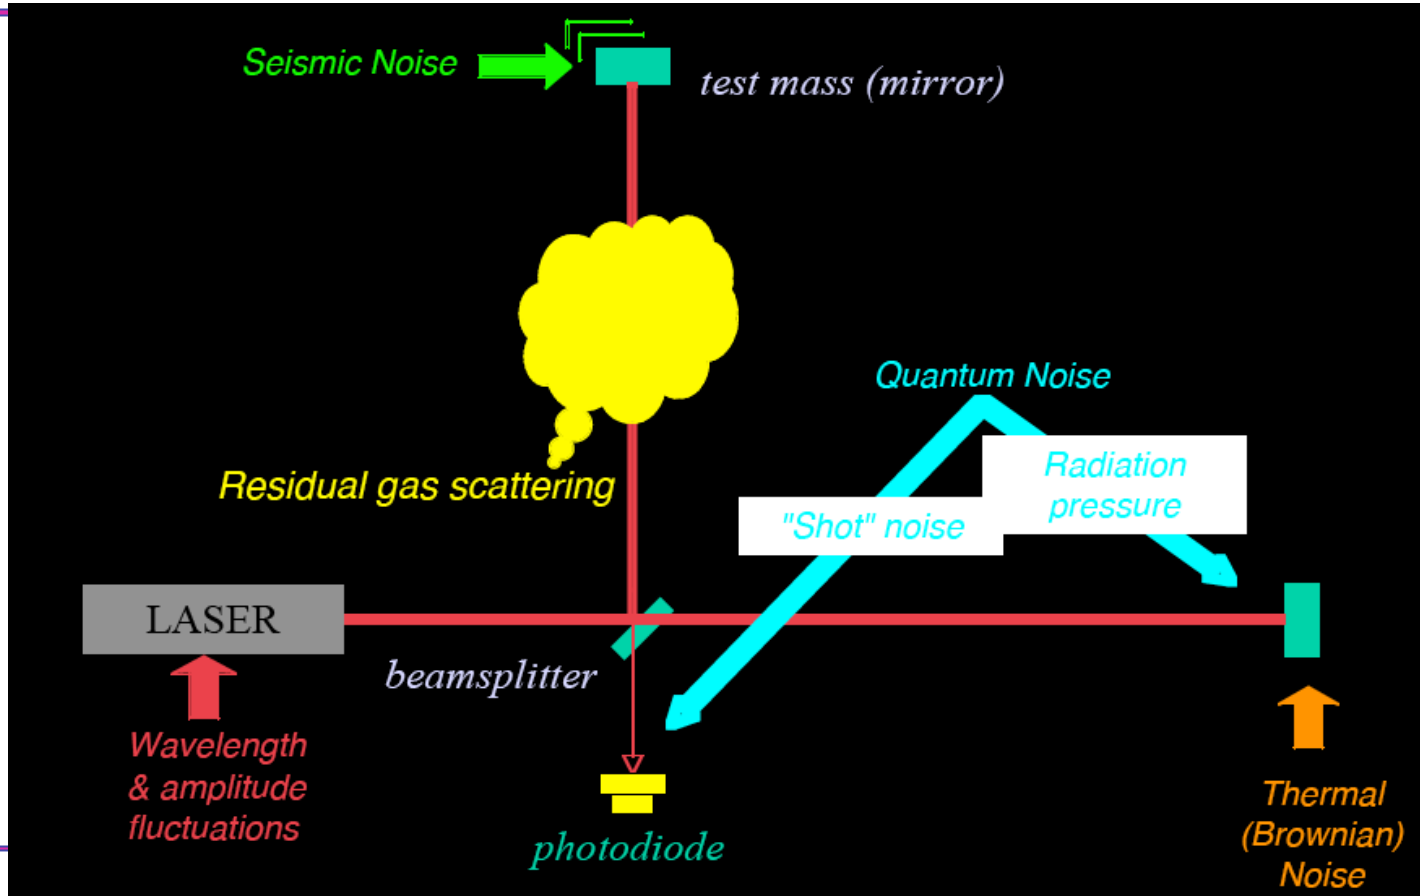 Seismic Noise
test mass (mirror)
Quantum Noise
Radiation
pressure
Residual gas scattering
"Shot" noise
LASER
beamsplitter
Wavelength
& amplitude
fluctuations
photodiode
Thermal
(Brownian)
Noise